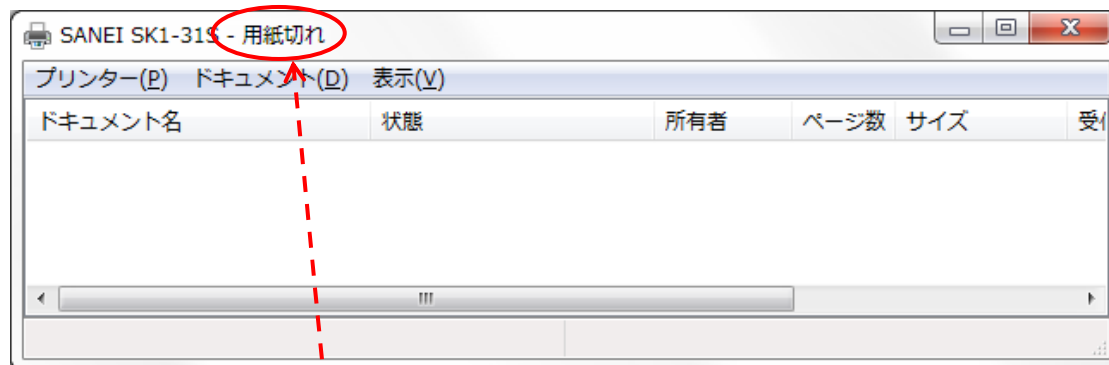 SANEI SK1-31S - 用紙切れ
プリンター(P) ドキュメント(D) 表示(V)
ドキュメント名 状態 所有者 ページ数 サイズ 受